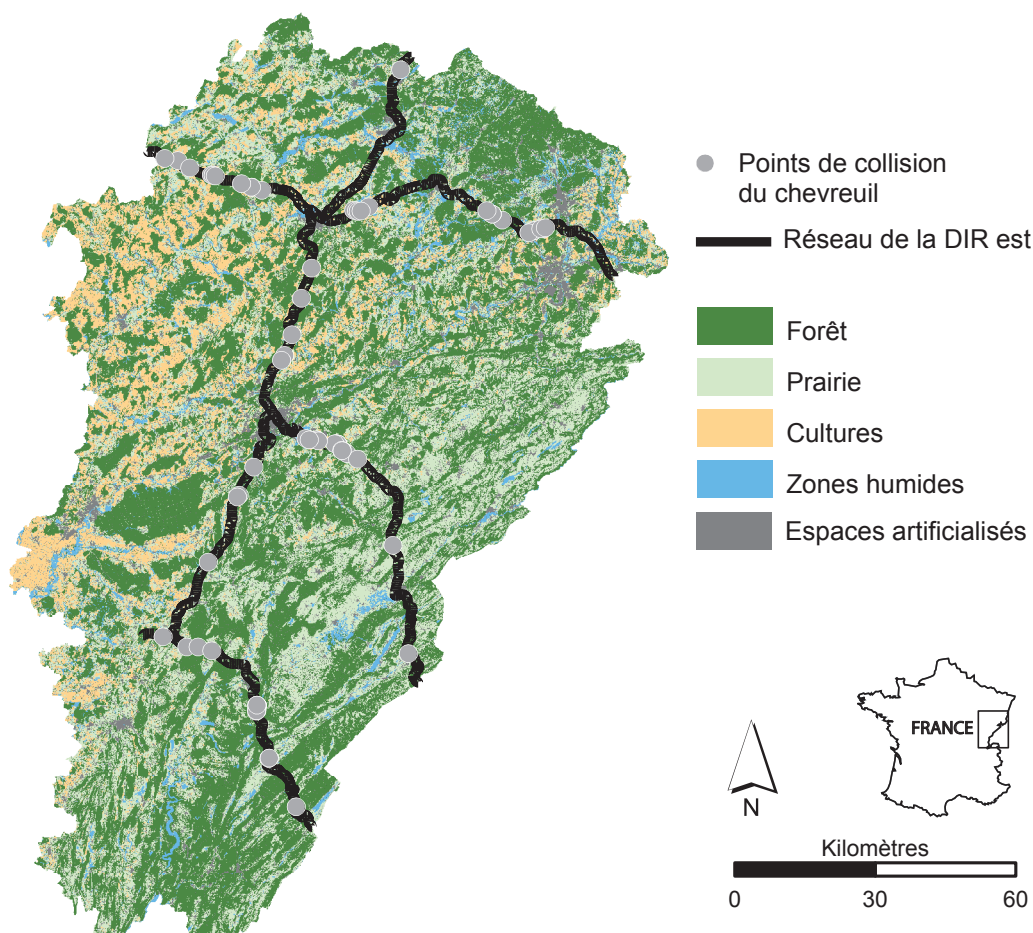 Points de collision
du chevreuil
Réseau de la DIR est
Forêt
Prairie
Cultures
Zones humides
Espaces artificialisés
FRANCE
N
Kilomètres
0 30 60